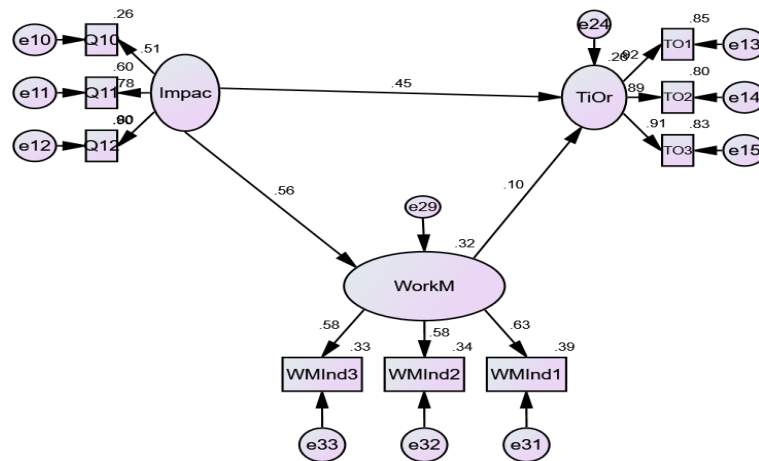 e24
.85
.26
e10
Q10
.51
TO1
e13
.92
.60
.80
e11
Q11
.78
Impac
.45
TiOr
.89
TO2
e14
.91
.83
e12
Q12
TO3
e15
.56
.10
e29
.32
WorkM
.58
.58
.63
.33
.34
.39
WMInd3
WMInd2
WMInd1
e33
e32
e31